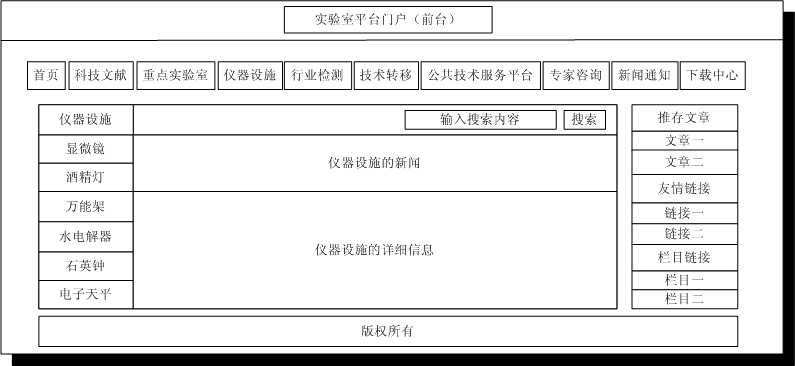 实验室平台门户（前台）
首页 科技文献 重点实验室 仪器设施 行业检测 技术转移 公共技术服务平台 专家咨询 新闻通知 下载中心
仪器设施
显微镜
酒精灯
万能架
水电解器
石英钟
电子天平
输入搜索内容 搜索
仪器设施的新闻
仪器设施的详细信息
推存文章
文章一
文章二
友情链接
链接一
链接二
栏目链接
栏目一
栏目二
版权所有